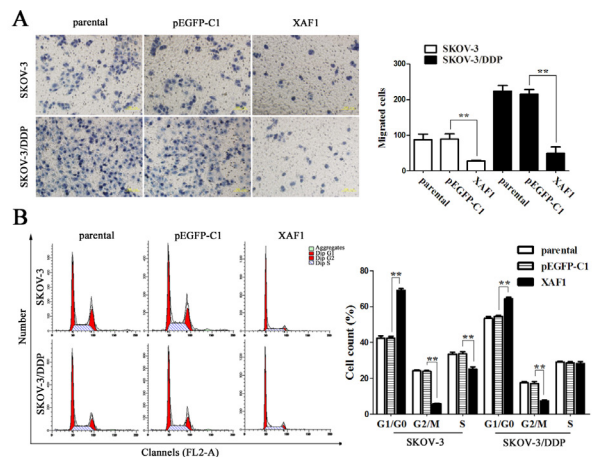 A
parental pEGFP-C1 XAF1
SKOV-3
SKOV-3/DDP
SKOV-3
SKOV-3/DDP
Migrated cells
300
200
100
0
**
**
parental pEGFP-C1 XAF1 parental pEGFP-C1 XAF1
B
parental pEGFP-C1 XAF1
Aggregates
Dip G1
Dip G2
Dip S
SKOV-3
SKOV-3/DDP
Number
Channels (FL2-A)
parental
pEGFP-C1
XAF1
Cell count (%)
80
60
40
20
0
**
**
**
**
**
G1/G0 G2/M S G1/G0 G2/M S
SKOV-3 SKOV-3/DDP